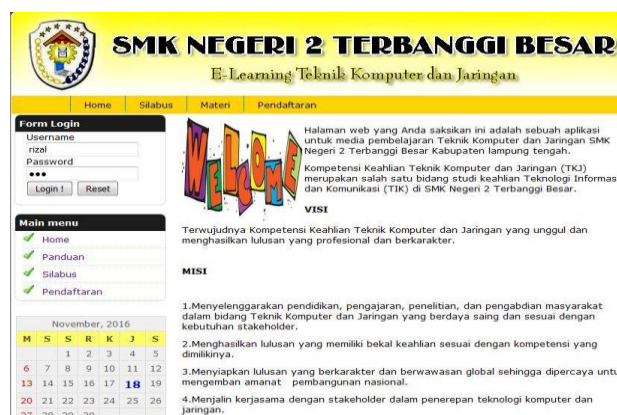 SMK NEGERI 2 TERBANGGI BESAR
E-Learning Teknik Komputer dan Jaringan
Home Silabus Materi Pendaftaran
Form Login
Username
rizal
Password
●●●
Login ! Reset
Main menu
Home
Panduan
Silabus
Pendaftaran
November, 2016
M S S R K J S
1 2 3 4 5
6 7 8 9 10 11 12
13 14 15 16 17 18 19
20 21 22 23 24 25 26
27 28 29 30
WELCOME
Halaman web yang Anda saksikan ini adalah sebuah aplikasi
untuk media pembelajaran Teknik Komputer dan Jaringan SMK
Negeri 2 Terbanggi Besar Kabupaten lampung tengah.
Kompetensi Keahlian Teknik Komputer dan Jaringan (TKJ)
merupakan salah satu bidang studi keahlian Teknologi Informas
dan Komunikasi (TIK) di SMK Negeri 2 Terbanggi Besar.
VISI
Terwujudnya Kompetensi Keahlian Teknik Komputer dan Jaringan yang unggul dan
menghasilkan lulusan yang profesional dan berkarakter.
MISI
1.Menyelenggarakan pendidikan, pengajaran, penelitian, dan pengabdian masyarakat
dalam bidang Teknik Komputer dan Jaringan yang berdaya saing dan sesuai dengan
kebutuhan stakeholder.
2.Menghasilkan lulusan yang memiliki bekal keahlian sesuai dengan kompetensi yang
dimilikinya.
3.Menyiapkan lulusan yang berkarakter dan berwawasan global sehingga dipercaya untu
mengemban amanat pembangunan nasional.
4.Menjalin kerjasama dengan stakeholder dalam penerepan teknologi komputer dan
jaringan.